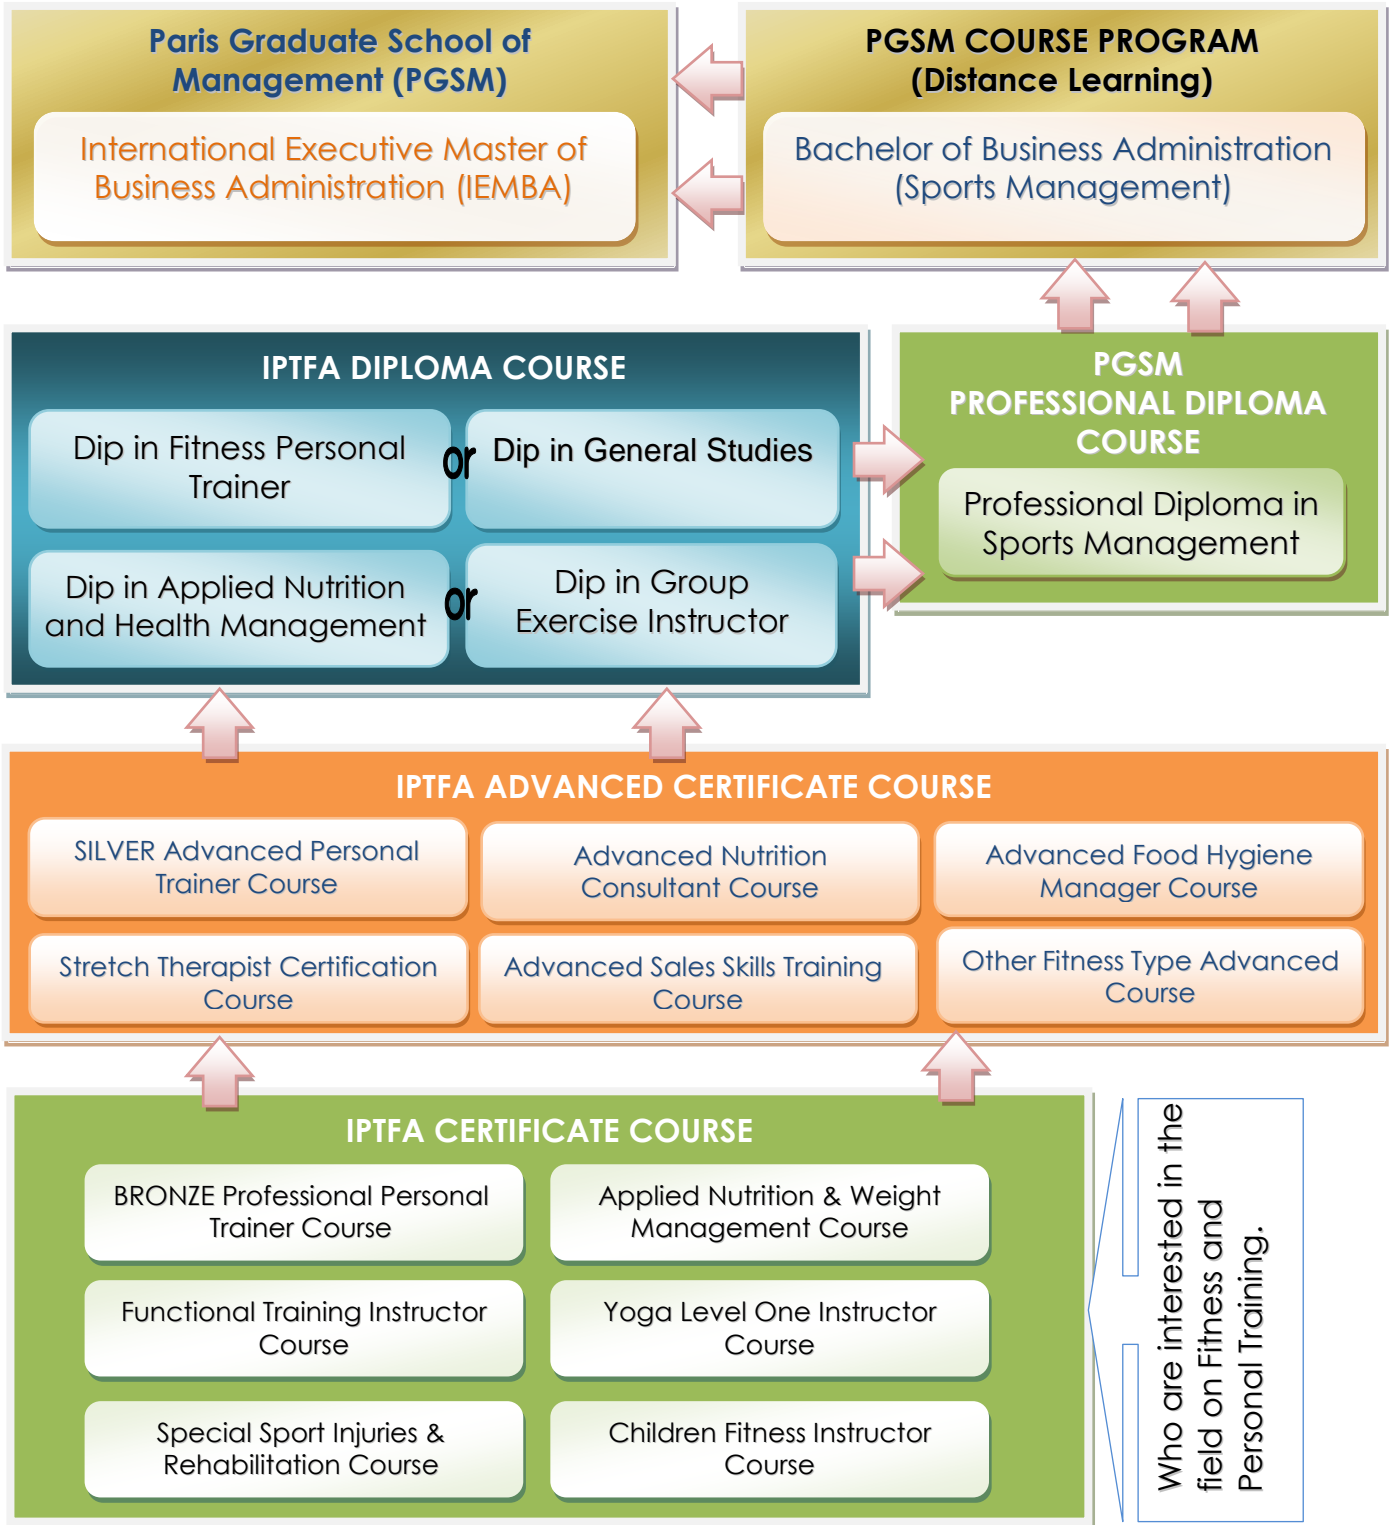 Paris Graduate School of
Management (PGSM)
International Executive Master of
Business Administration (IEMBA)
PGSM COURSE PROGRAM
(Distance Learning)
Bachelor of Business Administration
(Sports Management)
IPTFA DIPLOMA COURSE
Dip in Fitness Personal
Trainer
or
Dip in General Studies
Dip in Applied Nutrition
and Health Management
or
Dip in Group
Exercise Instructor
PGSM
PROFESSIONAL DIPLOMA
COURSE
Professional Diploma in
Sports Management
IPTFA ADVANCED CERTIFICATE COURSE
SILVER Advanced Personal
Trainer Course
Advanced Nutrition
Consultant Course
Advanced Food Hygiene
Manager Course
Stretch Therapist Certification
Course
Advanced Sales Skills Training
Course
Other Fitness Type Advanced
Course
IPTFA CERTIFICATE COURSE
BRONZE Professional Personal
Trainer Course
Applied Nutrition & Weight
Management Course
Functional Training Instructor
Course
Yoga Level One Instructor
Course
Special Sport Injuries &
Rehabilitation Course
Children Fitness Instructor
Course
Who are interested in the
field on Fitness and
Personal Training.